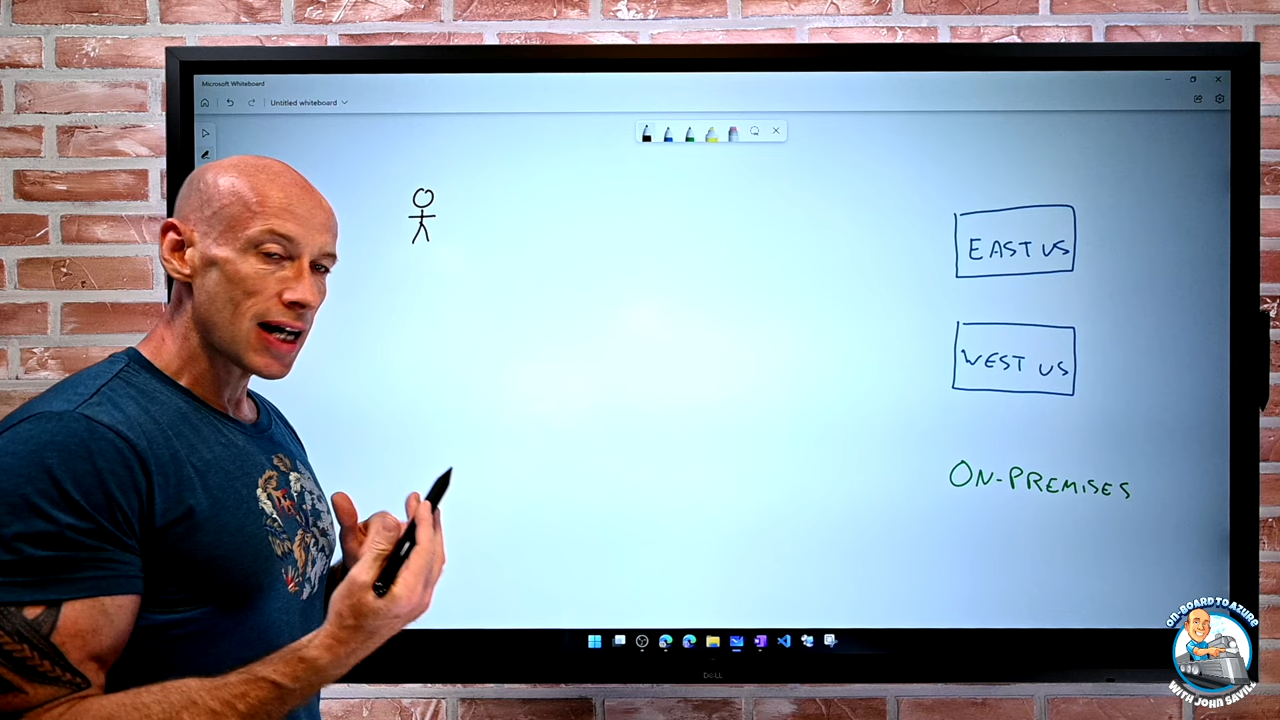 Microsoft Whiteboard
Untitled whiteboard
EAST US
WEST US
ON-PREMISES
DELL
ON-BOARD TO AZURE
WITH JOHN SAVILL